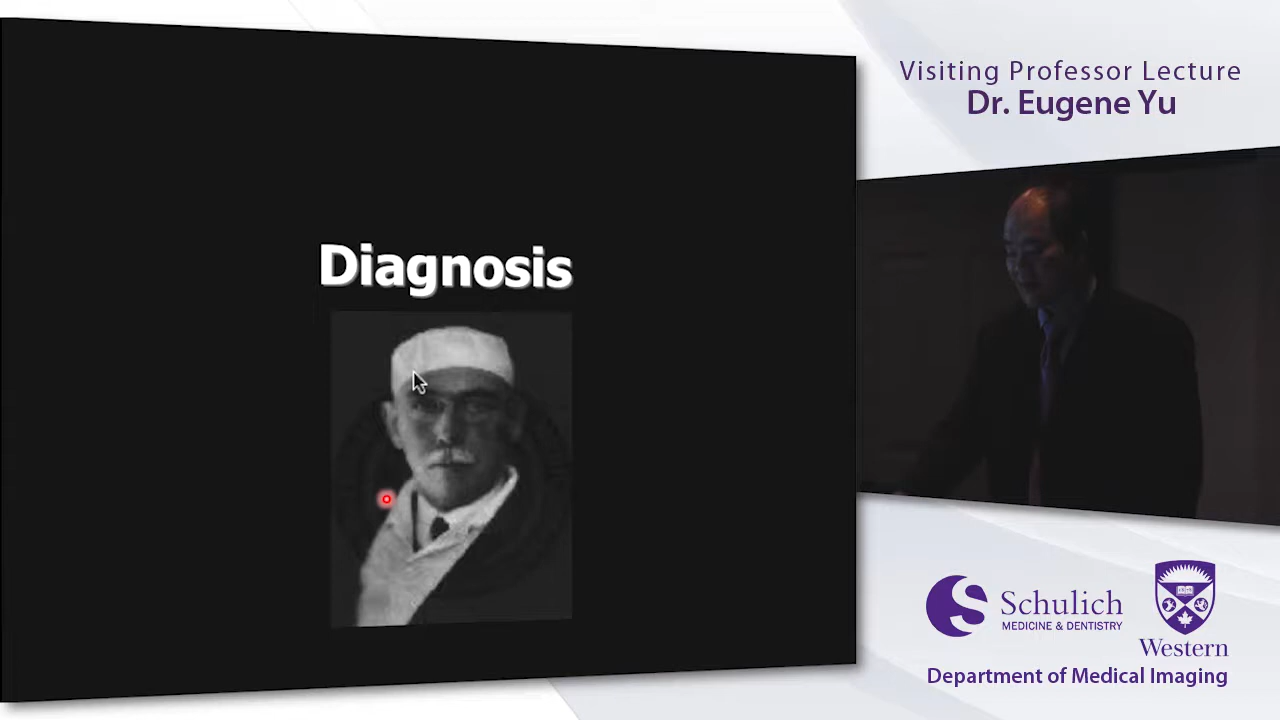 Diagnosis
Visiting Professor Lecture
Dr. Eugene Yu
Schulich
MEDICINE & DENTISTRY
Western
Department of Medical Imaging